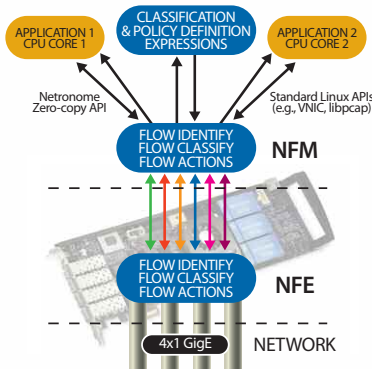 CLASSIFICATION
& POLICY DEFINITION
EXPRESSIONS
APPLICATION 1
CPU CORE 1
APPLICATION 2
CPU CORE 2
Netronome
Zero-copy API
Standard Linux APIs
(e.g., VNIC, libpcap)
FLOW IDENTIFY
FLOW CLASSIFY
FLOW ACTIONS
NFM
FLOW IDENTIFY
FLOW CLASSIFY
FLOW ACTIONS
NFE
4x1 GigE
NETWORK